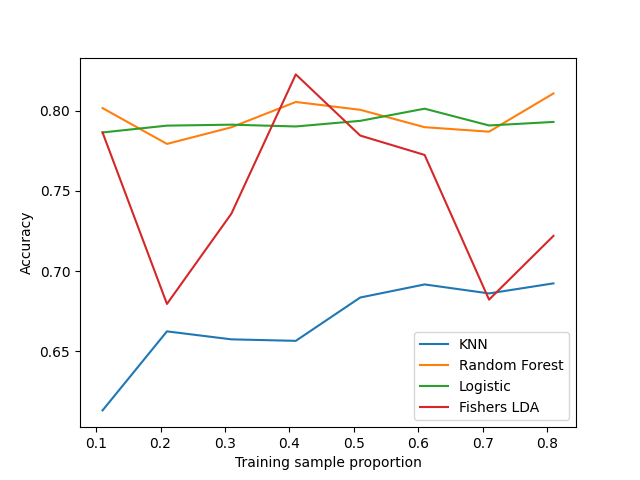 0.80
0.75
0.70
0.65
Accuracy
0.1 0.2 0.3 0.4 0.5 0.6 0.7 0.8
Training sample proportion
KNN
Random Forest
Logistic
Fishers LDA